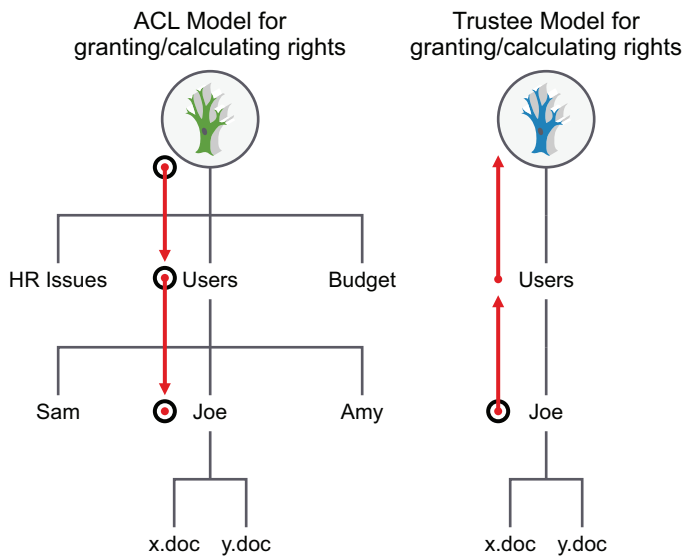 ACL Model for
granting/calculating rights
HR Issues
Users
Budget
Sam
Joe
Amy
x.doc
y.doc
Trustee Model for
granting/calculating rights
Users
Joe
x.doc
y.doc